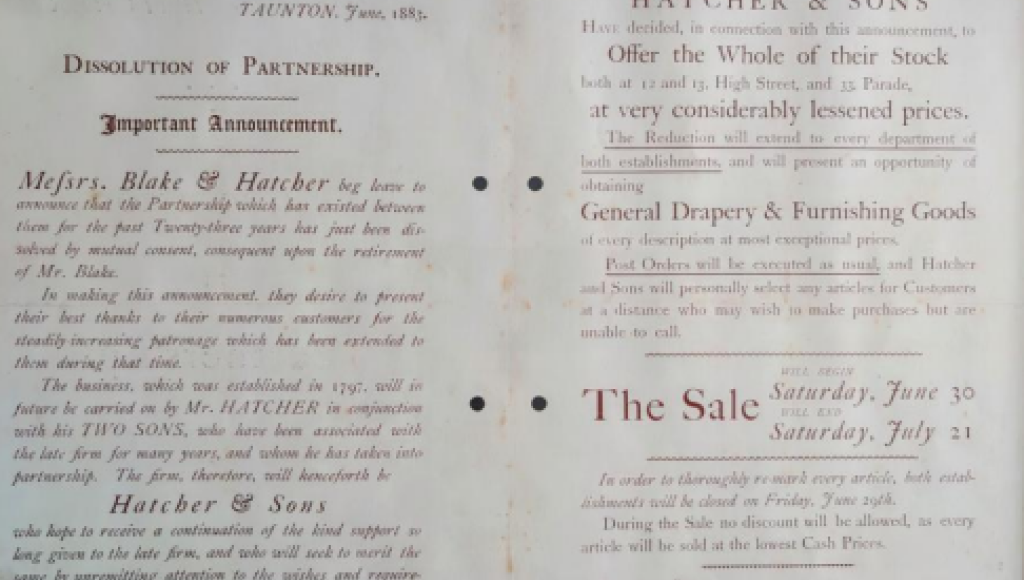 TAUNTON, June, 1883.
DISSOLUTION OF PARTNERSHIP.
Important Announcement.
Meſsrs. Blake & Hatcher beg leave to
announce that the Partnership which has existed between
them for the past Twenty-three years has just been dis-
solved by mutual consent, consequent upon the retirement
of Mr. Blake.
In making this announcement, they desire to present
their best thanks to their numerous customers for the
steadily-increasing patronage which has been extended to
them during that time.
The business, which was established in 1797, will in
future be carried on by Mr. HATCHER in conjunction
with his TWO SONS, who have been associated with
the late firm for many years, and whom he has taken into
partnership. The firm, therefore, will henceforth be
Hatcher & Sons
who hope to receive a continuation of the kind support so
long given to the late firm, and who will seek to merit the
same by unremitting attention to the wishes and require-
HATCHER & SONS
HAVE decided, in connection with this announcement, to
Offer the Whole of their Stock
both at 12 and 13, High Street, and 33, Parade,
at very considerably lessened prices.
The Reduction will extend to every department of
both establishments, and will present an opportunity of
obtaining
General Drapery & Furnishing Goods
of every description at most exceptional prices.
Post Orders will be executed as usual, and Hatcher
and Sons will personally select any articles for Customers
at a distance who may wish to make purchases but are
unable to call.
The Sale
WILL BEGIN
Saturday, June 30
WILL END
Saturday, July 21
In order to thoroughly re-mark every article, both estab-
lishments will be closed on Friday, June 29th.
During the Sale no discount will be allowed, as every
article will be sold at the lowest Cash Prices.